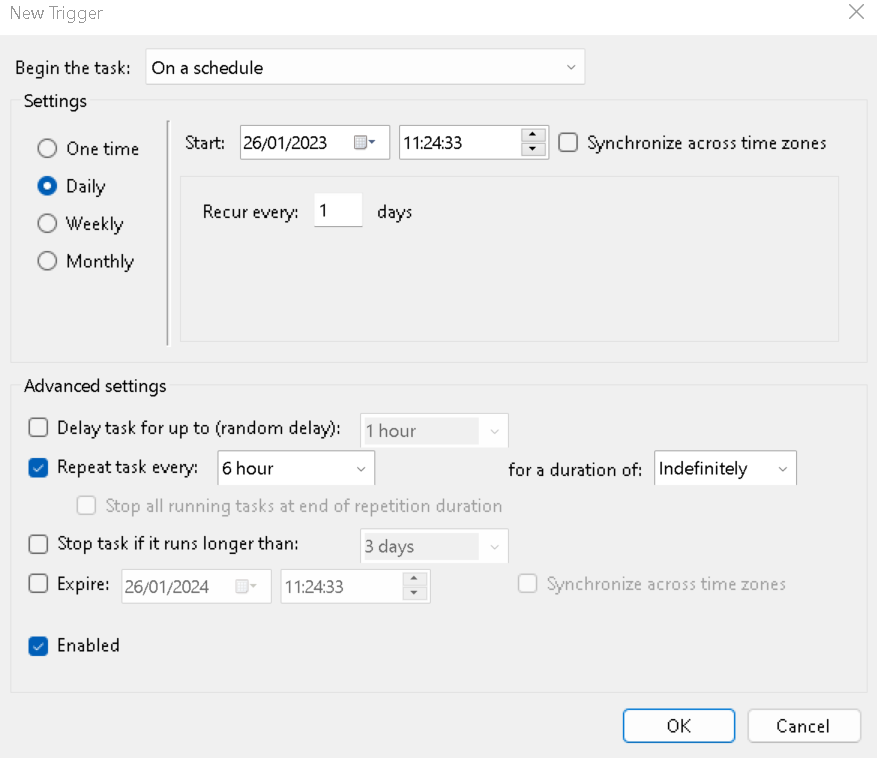 New Trigger
Begin the task: On a schedule
Settings
One time
Daily
Weekly
Monthly
Start: 26/01/2023 11:24:33 Synchronize across time zones
Recur every: 1 days
Advanced settings
Delay task for up to (random delay): 1 hour
Repeat task every: 6 hour for a duration of: Indefinitely
Stop all running tasks at end of repetition duration
Stop task if it runs longer than: 3 days
Expire: 26/01/2024 11:24:33 Synchronize across time zones
Enabled
OK Cancel